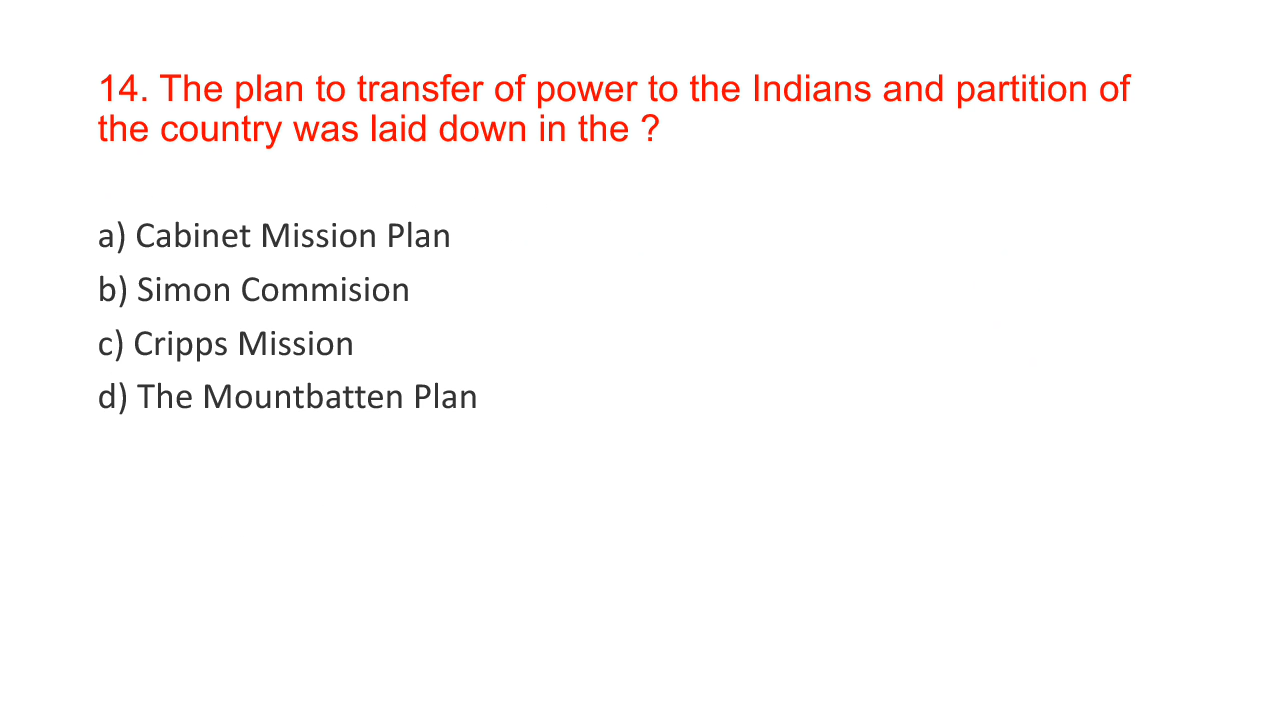 14. The plan to transfer of power to the Indians and partition of
the country was laid down in the ?
a) Cabinet Mission Plan
b) Simon Commision
c) Cripps Mission
d) The Mountbatten Plan